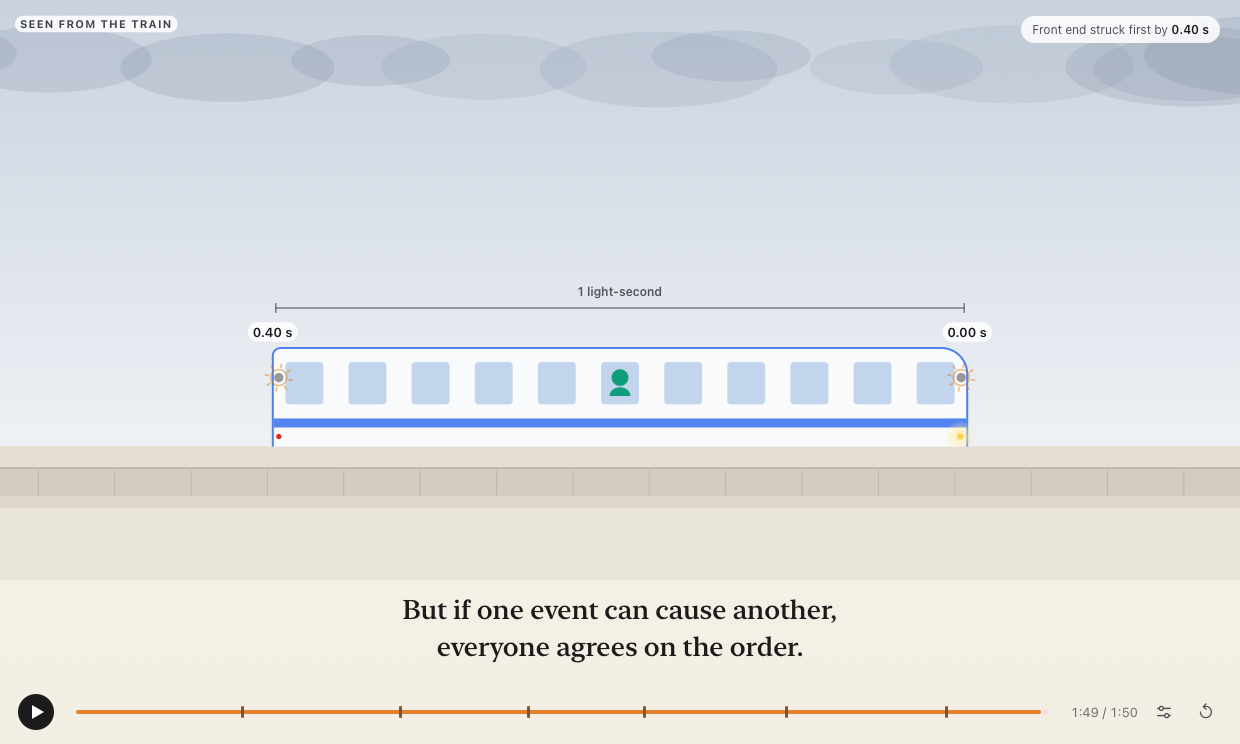 SEEN FROM THE TRAIN
Front end struck first by 0.40 s
1 light-second
0.40 s
0.00 s
But if one event can cause another,
everyone agrees on the order.
1:49 / 1:50